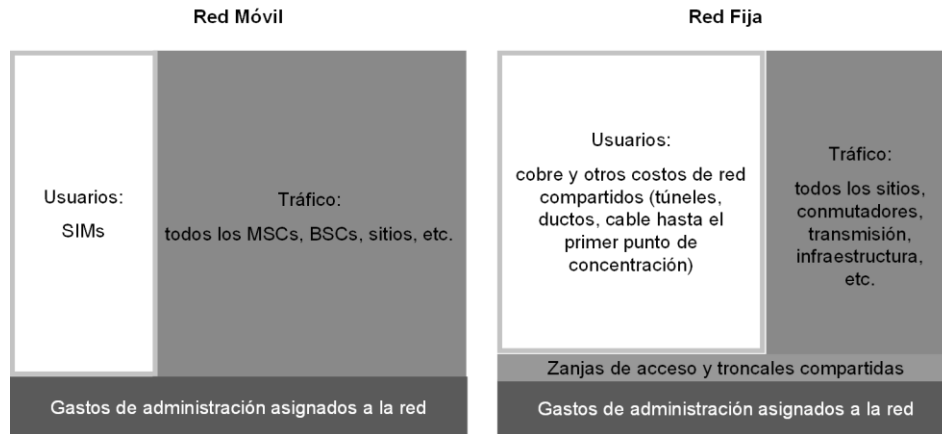 Red Móvil
Usuarios:
SIMs
Tráfico:
todos los MSCs, BSCs, sitios, etc.
Gastos de administración asignados a la red
Red Fija
Usuarios:
cobre y otros costos de red
compartidos (túneles,
ductos, cable hasta el
primer punto de
concentración)
Tráfico:
todos los sitios,
conmutadores,
transmisión,
infraestructura,
etc.
Zanjas de acceso y troncales compartidas
Gastos de administración asignados a la red